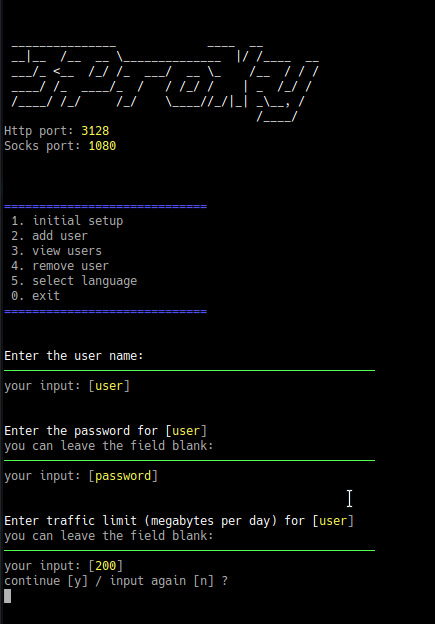 3proxy
Http port: 3128
Socks port: 1080
============================
1. initial setup
2. add user
3. view users
4. remove user
5. select language
0. exit
============================
Enter the user name:
your input: [user]
Enter the password for [user]
you can leave the field blank:
your input: [password]
Enter traffic limit (megabytes per day) for [user]
you can leave the field blank:
your input: [200]
continue [y] / input again [n] ?